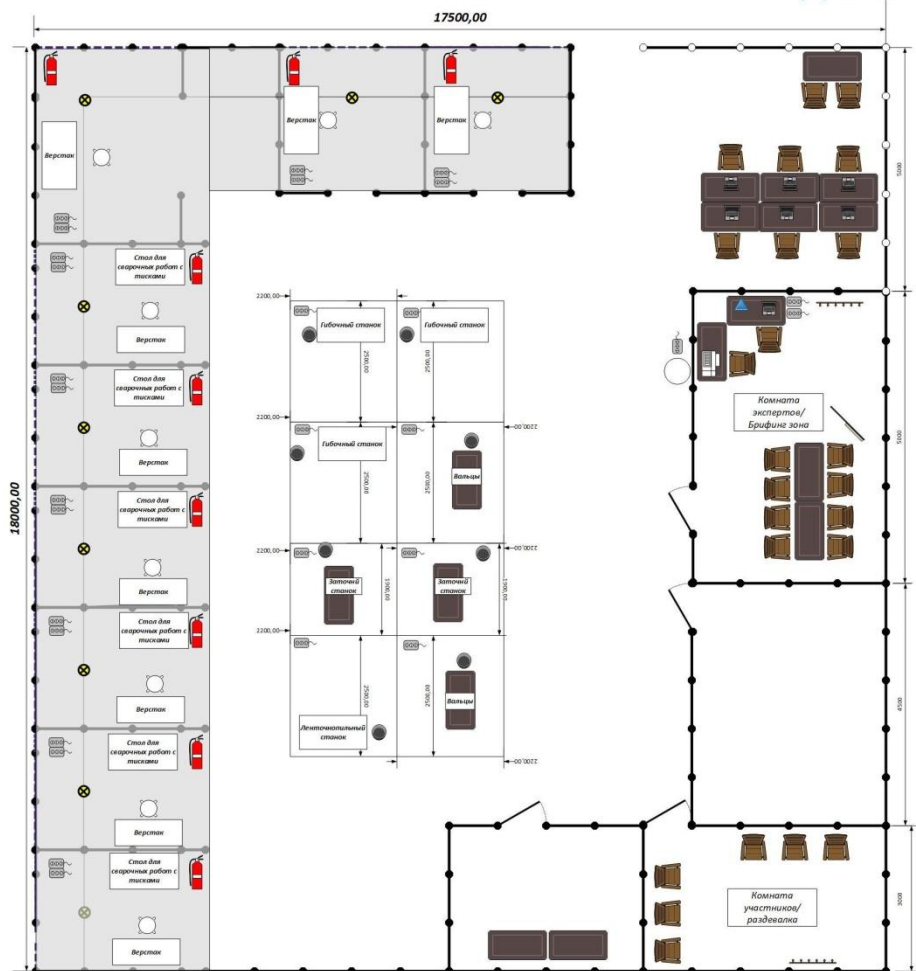 17500,00
18000,00
Верстак
Верстак
Верстак
5000
Стол для
сварочных работ с
тисками
Верстак
Стол для
сварочных работ с
тисками
Верстак
Стол для
сварочных работ с
тисками
Верстак
Стол для
сварочных работ с
тисками
Верстак
Стол для
сварочных работ с
тисками
Верстак
Стол для
сварочных работ с
тисками
Верстак
2200,00
Гибочный станок
Гибочный станок
2500,00
2500,00
2200,00
2200,00
Гибочный станок
2500,00
2500,00
Вальцы
2200,00
2200,00
Заточнй
станок
1900,00
Заточнй
станок
1900,00
2200,00
2500,00
Ленточнопильный
станок
2500,00
Вальцы
2200,00
Комната
экспертов/
Брифинг зона
5000
4500
Комната
участников/
раздевалка
3000